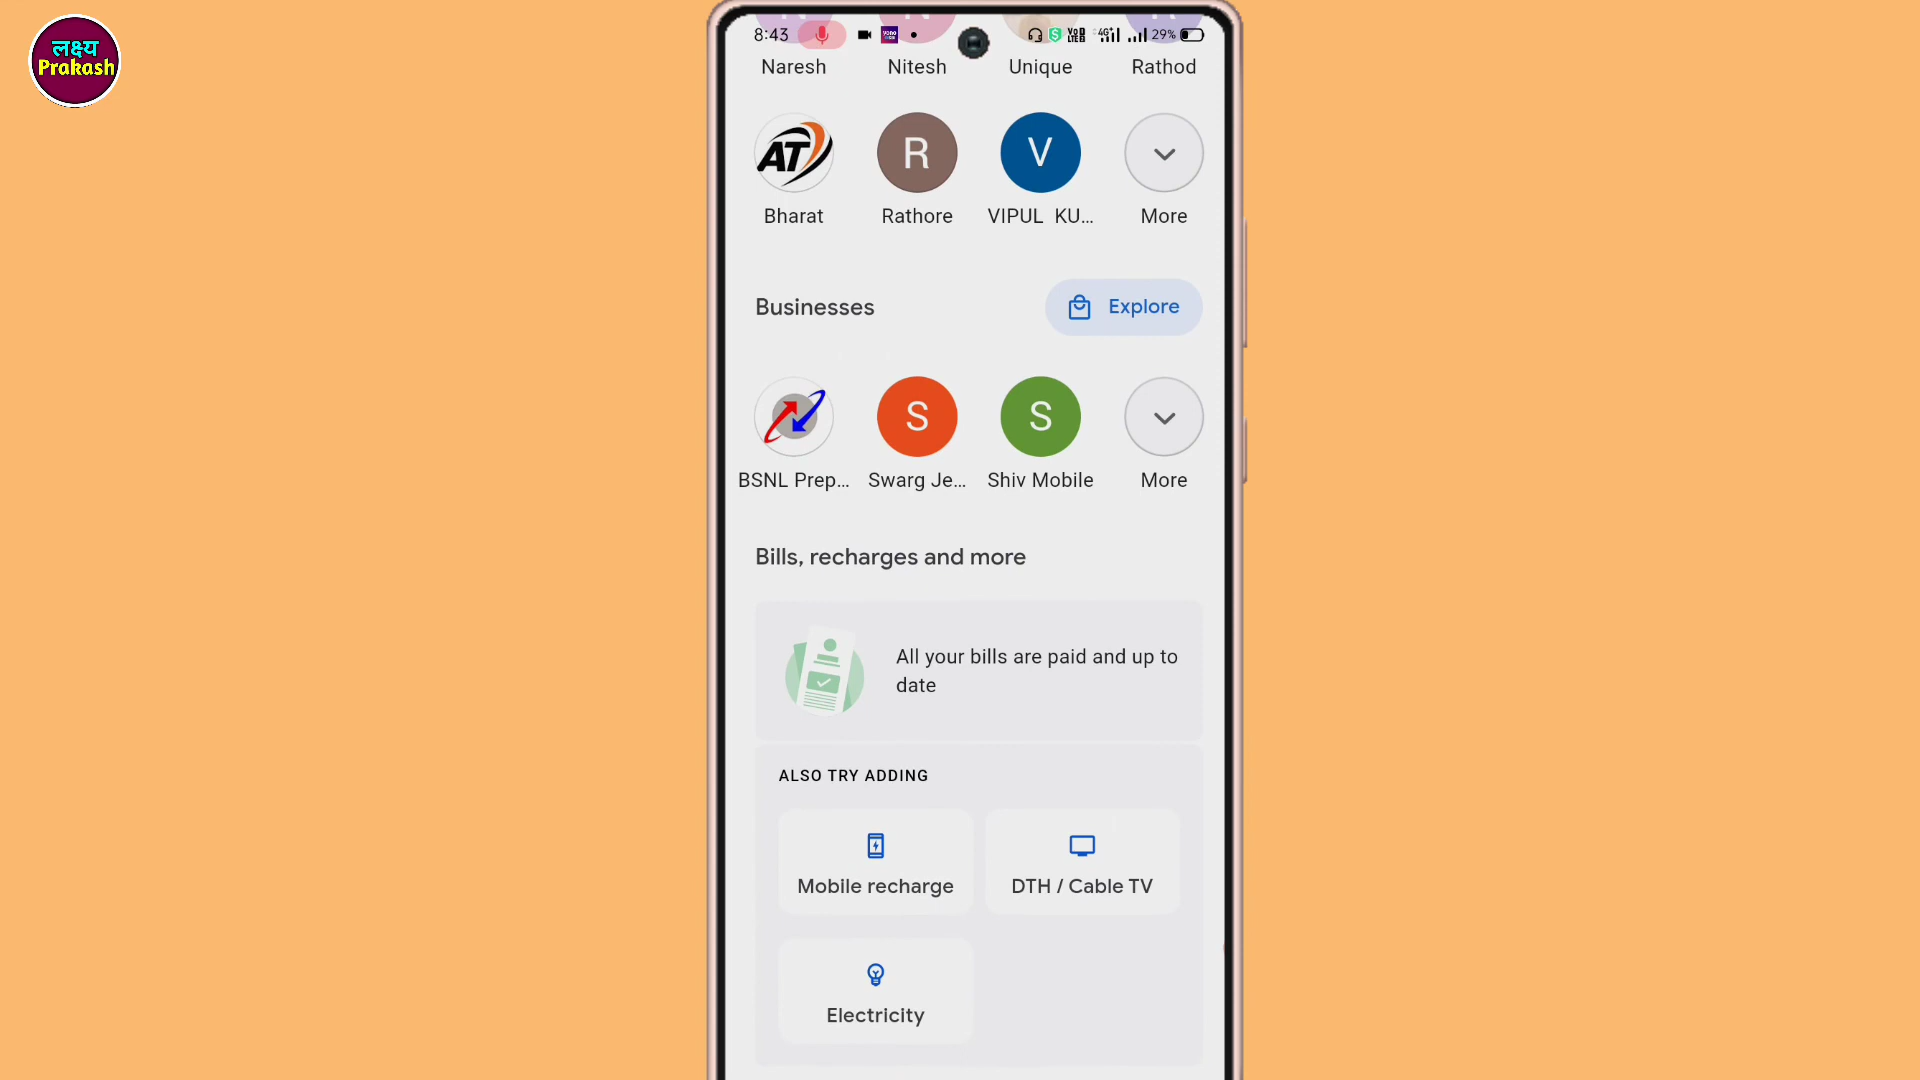 लक्ष्य
Prakash
8:43
4G+
29%
Naresh Nitesh Unique Rathod
AT R V
Bharat Rathore VIPUL KU... More
Businesses
Explore
S S
BSNL Prep... Swarg Je... Shiv Mobile More
Bills, recharges and more
All your bills are paid and up to
date
ALSO TRY ADDING
Mobile recharge DTH / Cable TV
Electricity